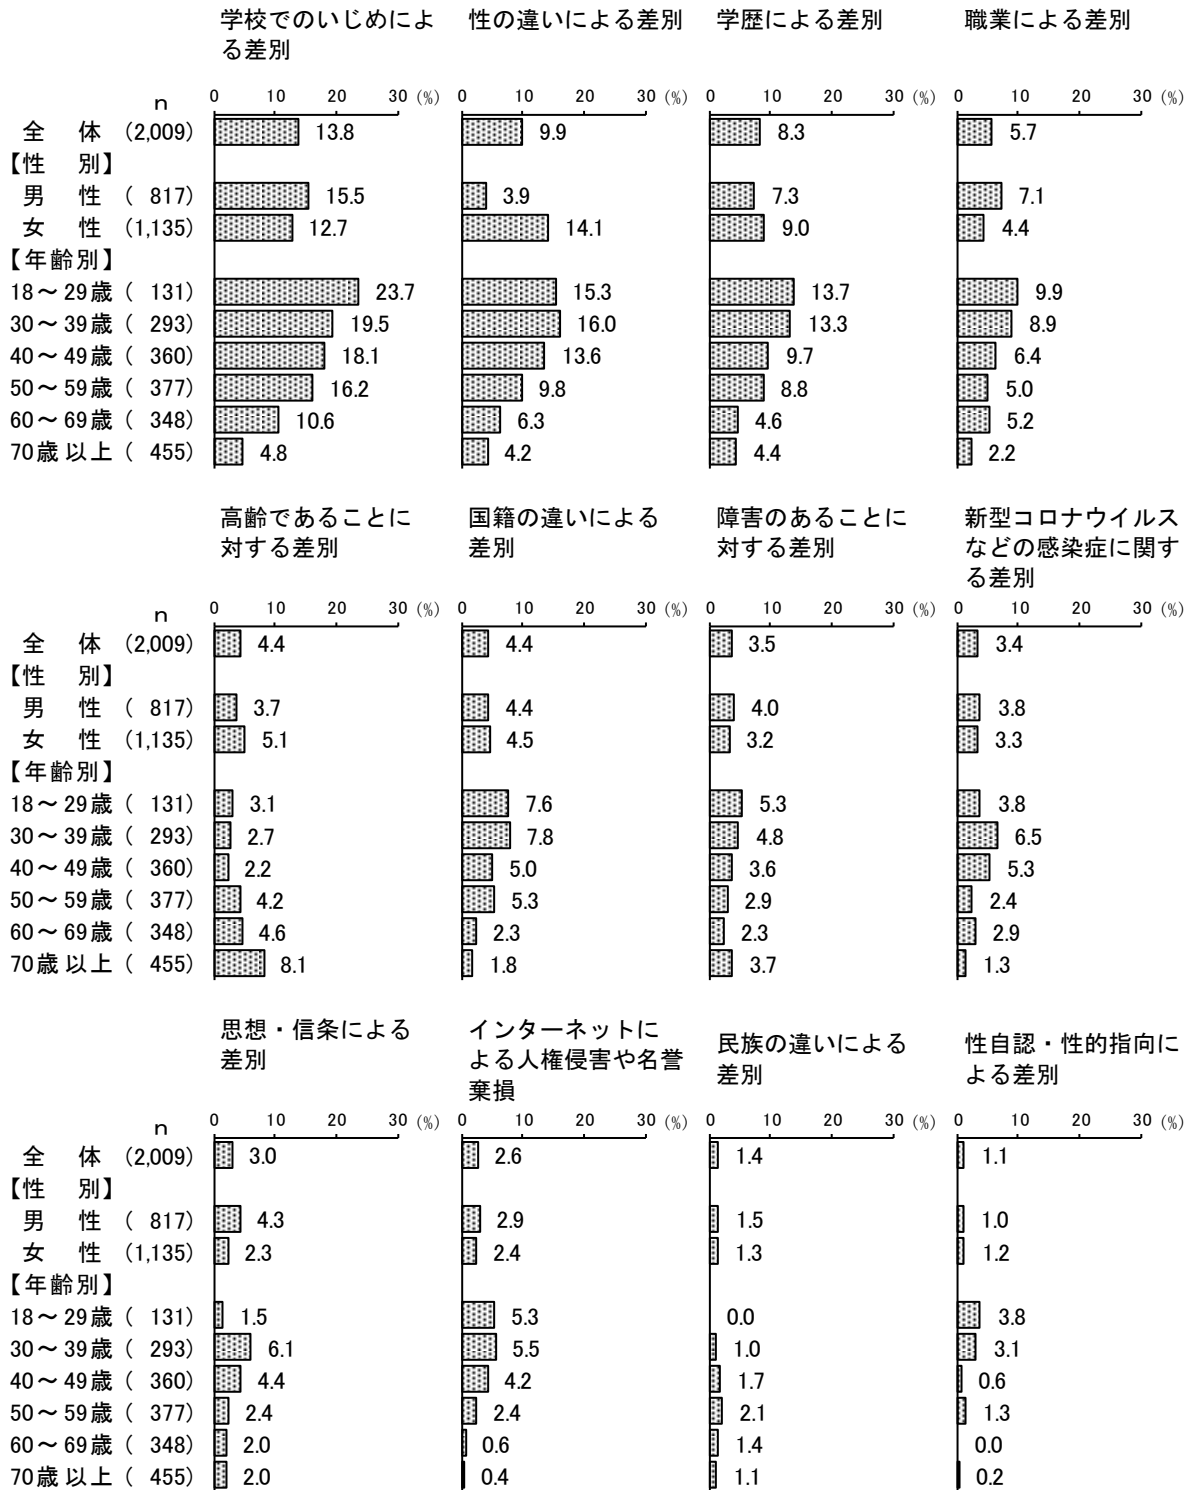 学校でのいじめによ 性の違いによる差別 学歴による差別 職業による差別
る差別
n 0 10 20 30 (%) 0 10 20 30 (%) 0 10 20 30 (%) 0 10 20 30 (%)
全 体 (2,009) 13.8 9.9 8.3 5.7
【性 別】
男 性 ( 817) 15.5 3.9 7.3 7.1
女 性 (1,135) 12.7 14.1 9.0 4.4
【年齢別】
18～29歳 ( 131) 23.7 15.3 13.7 9.9
30～39歳 ( 293) 19.5 16.0 13.3 8.9
40～49歳 ( 360) 18.1 13.6 9.7 6.4
50～59歳 ( 377) 16.2 9.8 8.8 5.0
60～69歳 ( 348) 10.6 6.3 4.6 5.2
70歳以上 ( 455) 4.8 4.2 4.4 2.2
高齢であることに 国籍の違いによる 障害のあることに 新型コロナウイルス
対する差別 差別 対する差別 などの感染症に関す
る差別
n 0 10 20 30 (%) 0 10 20 30 (%) 0 10 20 30 (%) 0 10 20 30 (%)
全 体 (2,009) 4.4 4.4 3.5 3.4
【性 別】
男 性 ( 817) 3.7 4.4 4.0 3.8
女 性 (1,135) 5.1 4.5 3.2 3.3
【年齢別】
18～29歳 ( 131) 3.1 7.6 5.3 3.8
30～39歳 ( 293) 2.7 7.8 4.8 6.5
40～49歳 ( 360) 2.2 5.0 3.6 5.3
50～59歳 ( 377) 4.2 5.3 2.9 2.4
60～69歳 ( 348) 4.6 2.3 2.3 2.9
70歳以上 ( 455) 8.1 1.8 3.7 1.3
思想・信条による インターネットに 民族の違いによる 性自認・性的指向に
差別 よる人権侵害や名誉 差別 よる差別
棄損
n 0 10 20 30 (%) 0 10 20 30 (%) 0 10 20 30 (%) 0 10 20 30 (%)
全 体 (2,009) 3.0 2.6 1.4 1.1
【性 別】
男 性 ( 817) 4.3 2.9 1.5 1.0
女 性 (1,135) 2.3 2.4 1.3 1.2
【年齢別】
18～29歳 ( 131) 1.5 5.3 0.0 3.8
30～39歳 ( 293) 6.1 5.5 1.0 3.1
40～49歳 ( 360) 4.4 4.2 1.7 0.6
50～59歳 ( 377) 2.4 2.4 2.1 1.3
60～69歳 ( 348) 2.0 0.6 1.4 0.0
70歳以上 ( 455) 2.0 0.4 1.1 0.2